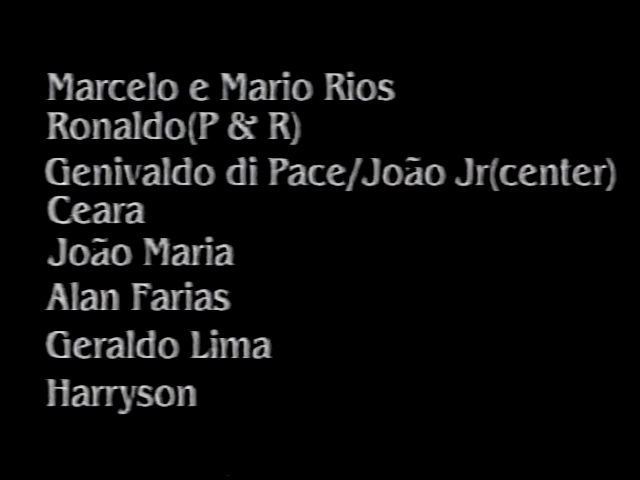 Marcelo e Mario Rios
Ronaldo(P & R)
Genivaldo di Pace/João Jr(center)
Ceara
João Maria
Alan Farias
Geraldo Lima
Harryson